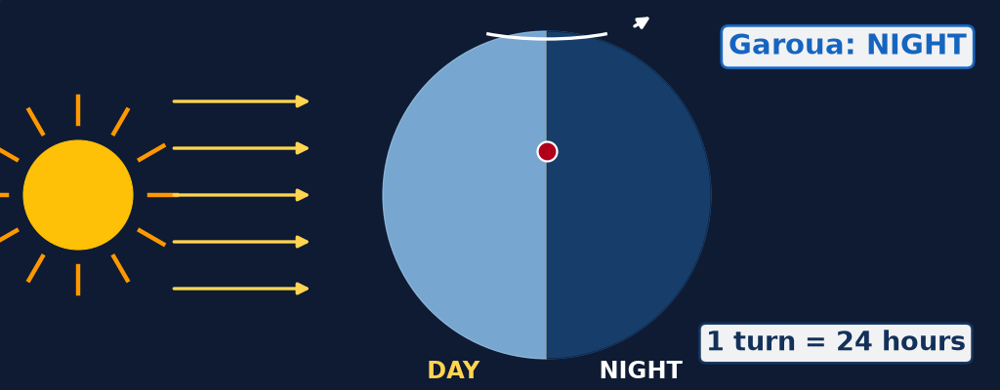 Garoua: NIGHT
1 turn = 24 hours
DAY
NIGHT